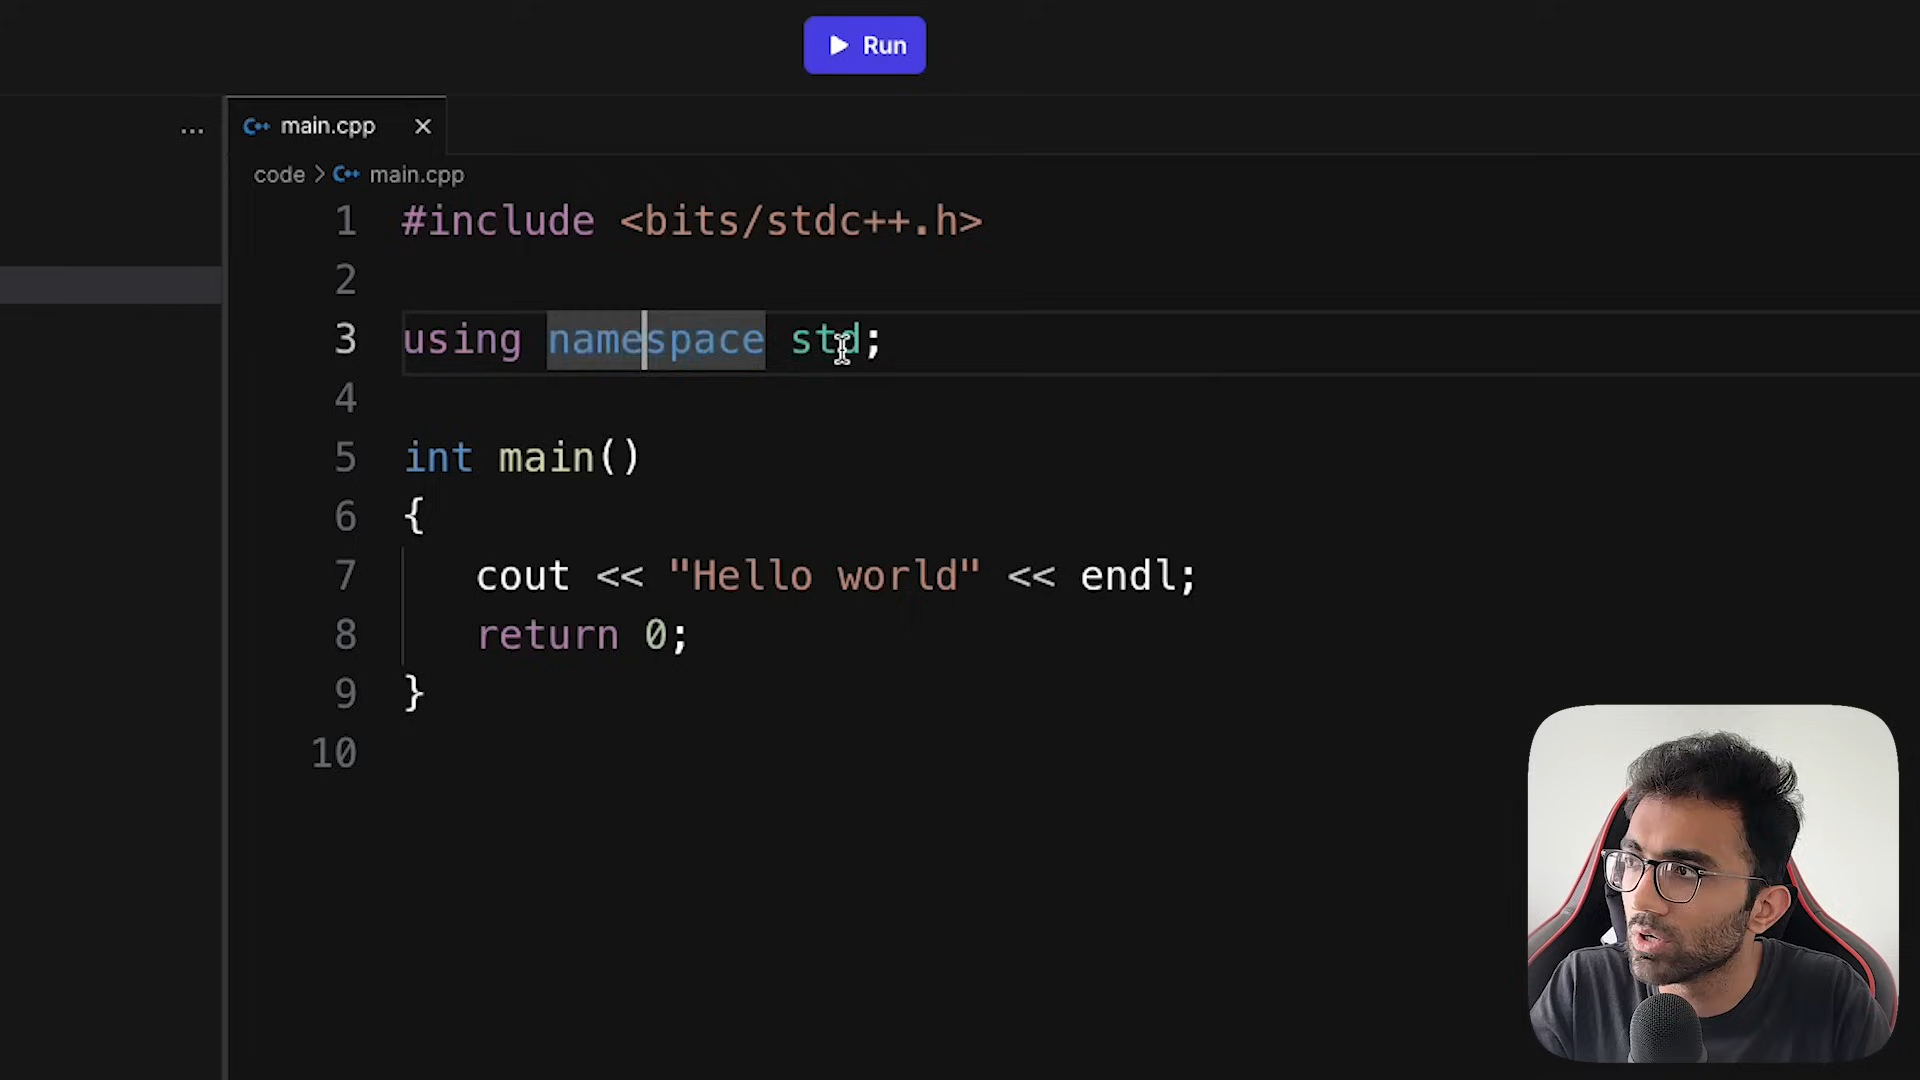 Run
...
C++ main.cpp
code > C++ main.cpp
1 #include <bits/stdc++.h>
2
3 using namespace std;
4
5 int main()
6 {
7 cout << "Hello world" << endl;
8 return 0;
9 }
10